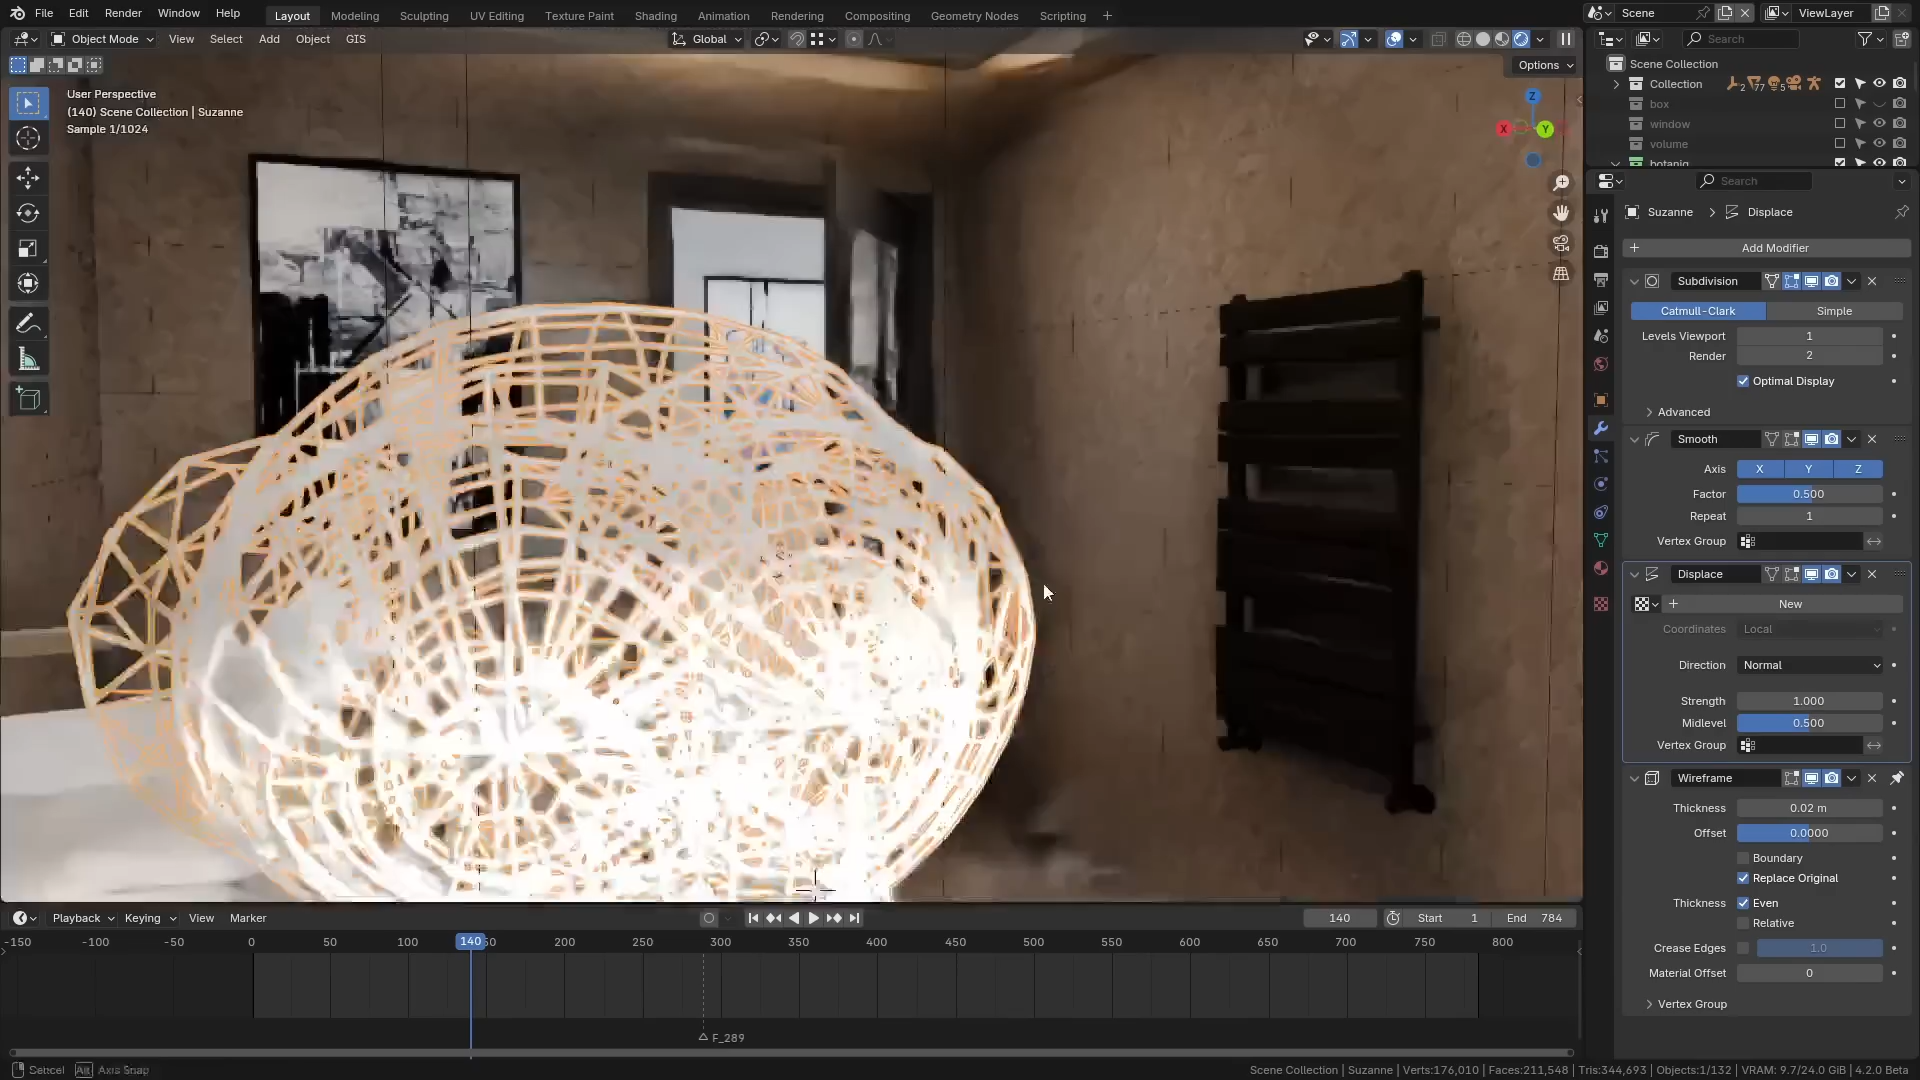 File Edit Render Window Help Layout Modeling Sculpting UV Editing Texture Paint Shading Animation Rendering Compositing Geometry Nodes Scripting + Scene ViewLayer
Object Mode View Select Add Object GIS Global Search
Options
User Perspective
(140) Scene Collection | Suzanne
Sample 1/1024
Z
X Y
Scene Collection
Collection 2 77 5
box
window
volume
botaniq
Search
Suzanne > Displace
+ Add Modifier
Subdivision
Catmull-Clark Simple
Levels Viewport 1
Render 2
Optimal Display
Advanced
Smooth
Axis X Y Z
Factor 0.500
Repeat 1
Vertex Group
Displace
+ New
Coordinates Local
Direction Normal
Strength 1.000
Midlevel 0.500
Vertex Group
Wireframe
Thickness 0.02 m
Offset 0.0000
Boundary
Replace Original
Thickness Even
Relative
Crease Edges 1.0
Material Offset 0
Vertex Group
Playback Keying View Marker 140 Start 1 End 784
-150 -100 -50 0 50 100 140 200 250 300 350 400 450 500 550 600 650 700 750 800
F_289
Axis Snap
Scene Collection | Suzanne | Verts:176,010 | Faces:211,548 | Tris:344,693 | Objects:1/132 | VRAM: 9.7/24.0 GiB | 4.2.0 Beta